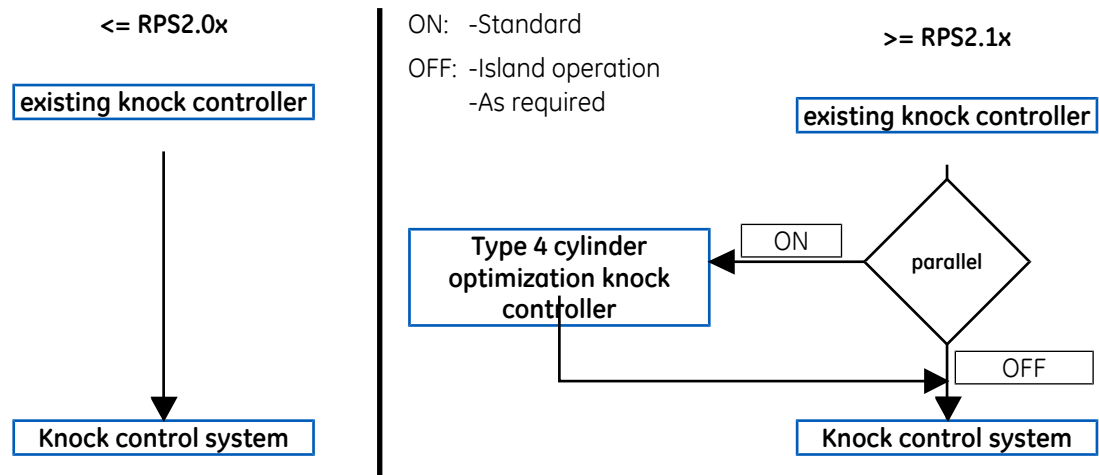 <= RPS2.0x
existing knock controller
Knock control system
ON: -Standard
OFF: -Island operation
-As required
>= RPS2.1x
existing knock controller
parallel
ON
Type 4 cylinder
optimization knock
controller
OFF
Knock control system